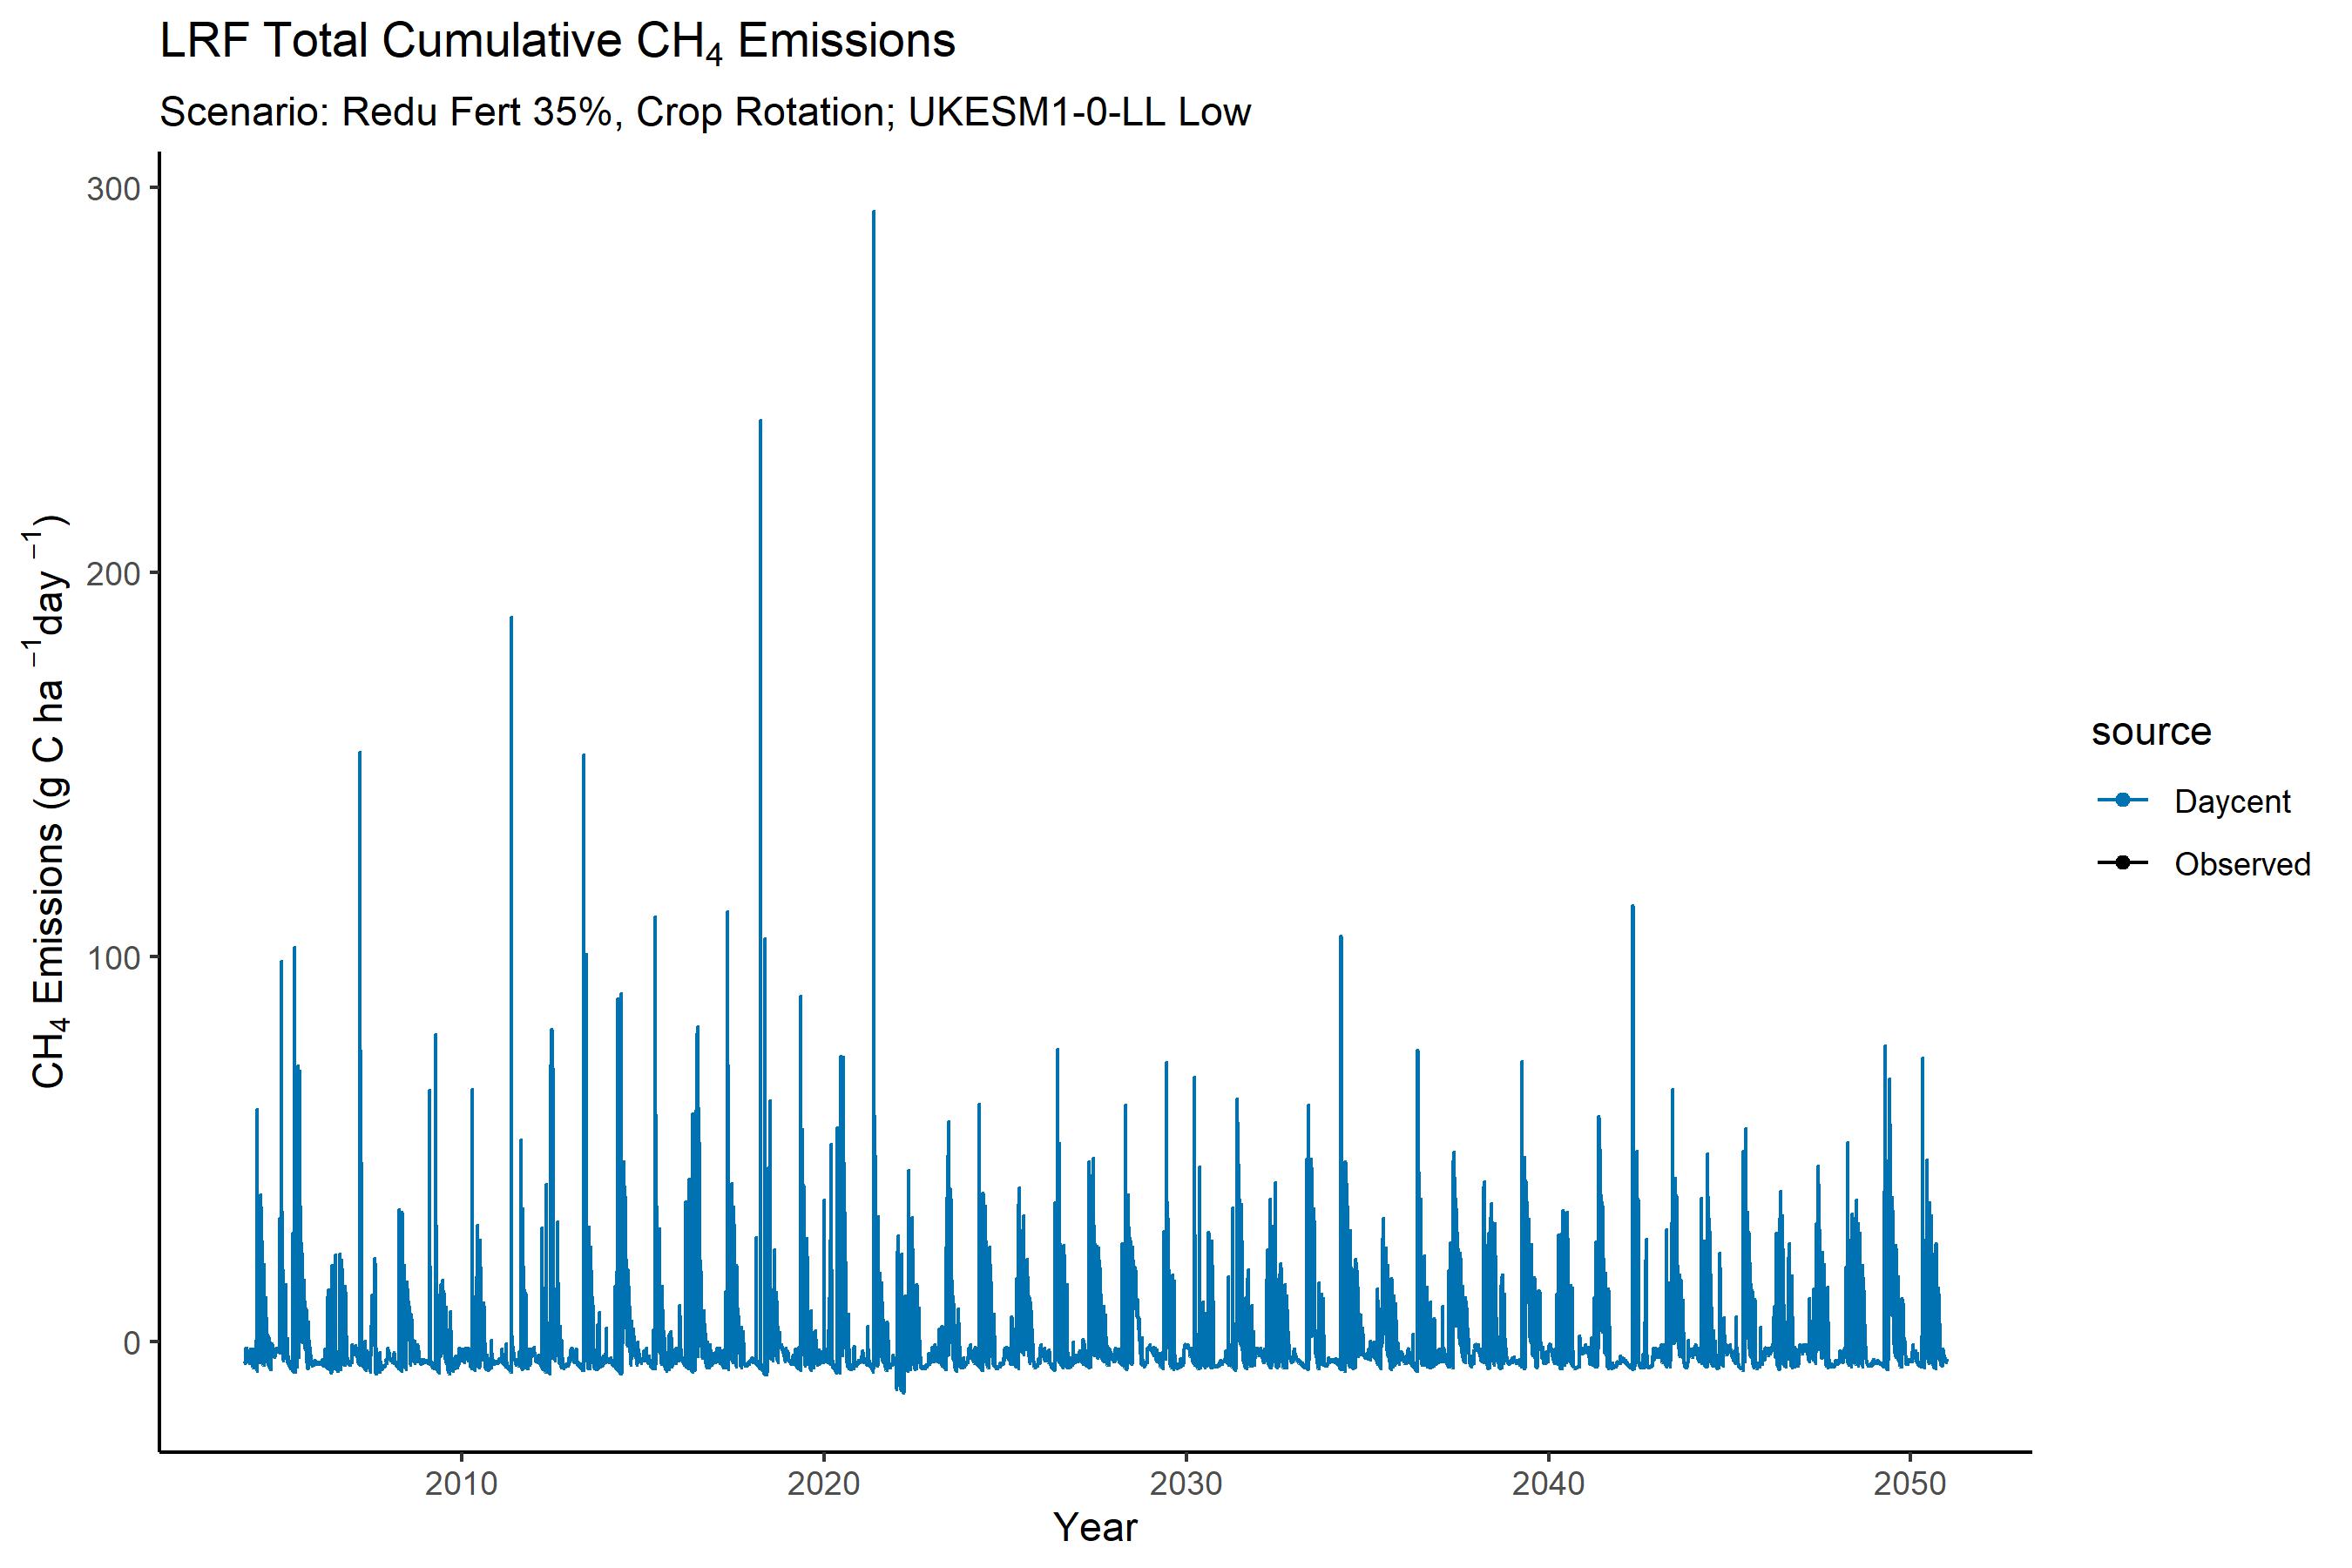 LRF Total Cumulative CH₄ Emissions
Scenario: Redu Fert 35%, Crop Rotation; UKESM1-0-LL Low
CH₄ Emissions (g C ha ⁻¹day ⁻¹)
300
200
100
0
2010 2020 2030 2040 2050
Year
source
Daycent
Observed